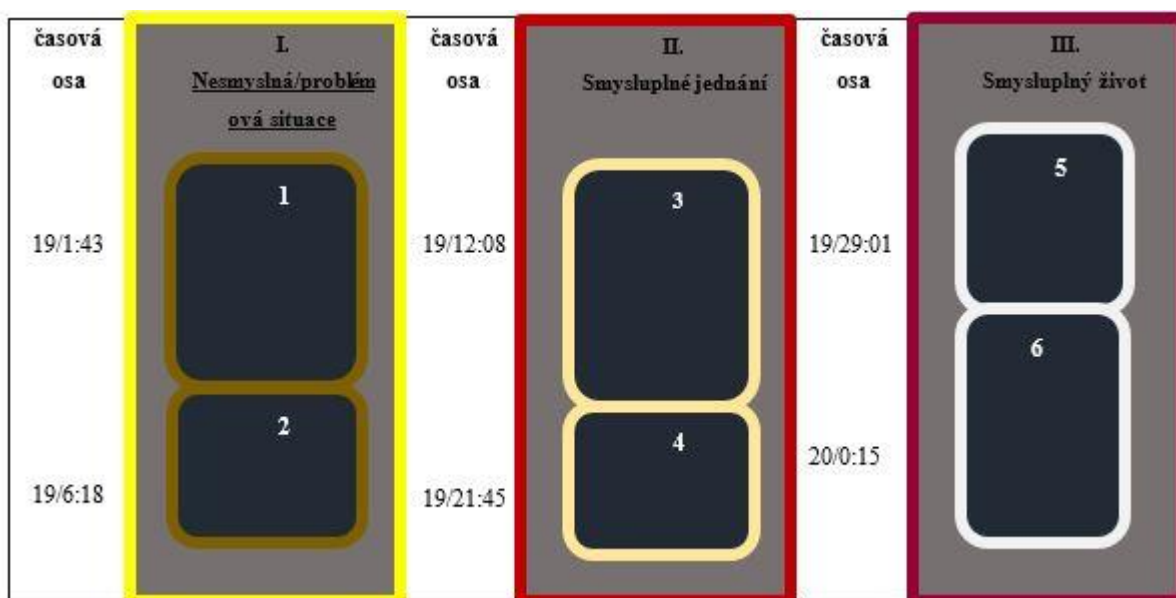 časová
osa
19/1:43
19/6:18
I.
Nesmyslná/problém
ová situace
1
2
časová
osa
19/12:08
19/21:45
II.
Smysluplné jednání
3
4
časová
osa
19/29:01
20/0:15
III.
Smysluplný život
5
6